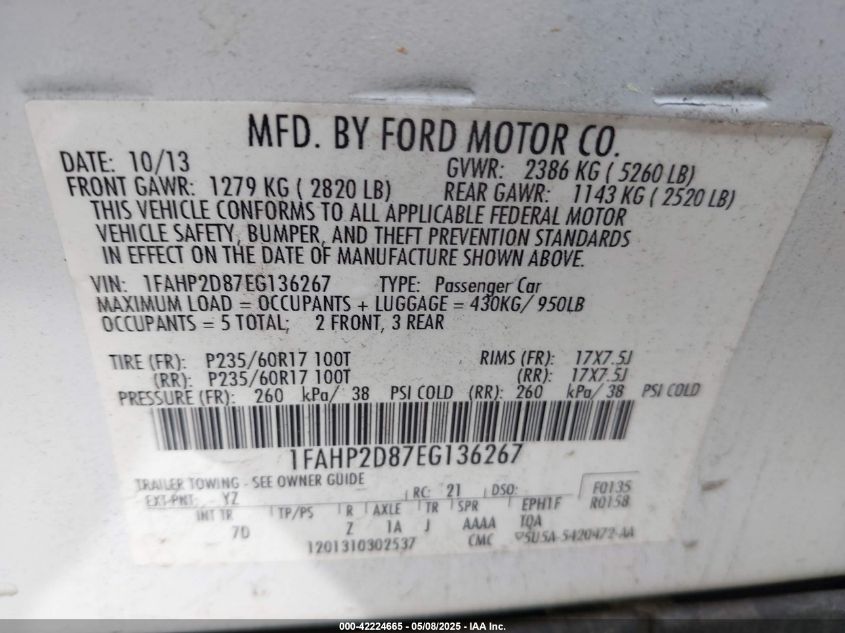 MFD. BY FORD MOTOR CO.
DATE: 10/13 GVWR: 2386 KG ( 5260 LB)
FRONT GAWR: 1279 KG ( 2820 LB) REAR GAWR: 1143 KG ( 2520 LB)
THIS VEHICLE CONFORMS TO ALL APPLICABLE FEDERAL MOTOR
VEHICLE SAFETY, BUMPER, AND THEFT PREVENTION STANDARDS
IN EFFECT ON THE DATE OF MANUFACTURE SHOWN ABOVE.
VIN: 1FAHP2D87EG136267 TYPE: Passenger Car
MAXIMUM LOAD = OCCUPANTS + LUGGAGE = 430KG/ 950LB
OCCUPANTS = 5 TOTAL; 2 FRONT, 3 REAR
TIRE (FR): P235/60R17 100T RIMS (FR): 17X7.5J
(RR): P235/60R17 100T (RR): 17X7.5J
PRESSURE (FR): 260 kPa/ 38 PSI COLD (RR): 260 kPa/ 38 PSI COLD
1FAHP2D87EG136267
TRAILER TOWING - SEE OWNER GUIDE
EXT-PNT: YZ RC: 21 DSO: F0135
R0158
INT TR TP/PS R AXLE TR SPR EPH1F
7D Z 1A J AAAA TQA
1201310302537 CMC 5U5A-5420472-AA
000-42224665 - 05/08/2025 - IAA Inc.